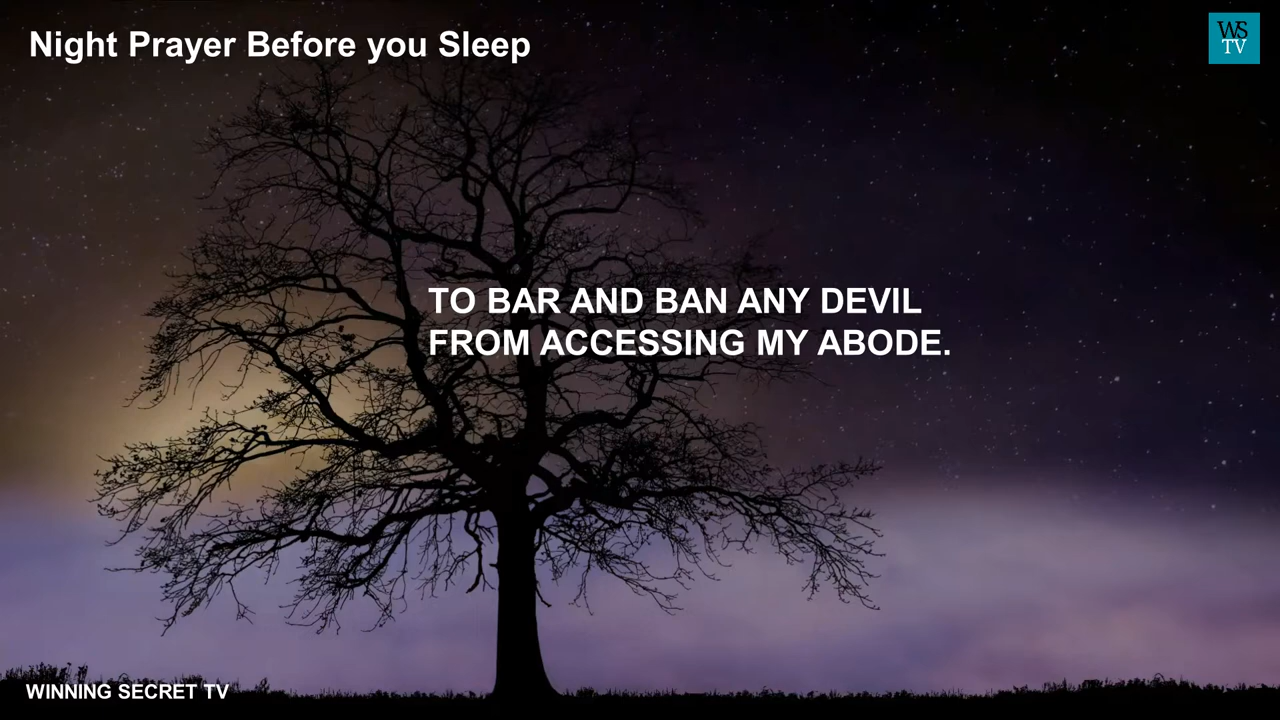 Night Prayer Before you Sleep
WS
TV
TO BAR AND BAN ANY DEVIL
FROM ACCESSING MY ABODE.
WINNING SECRET TV